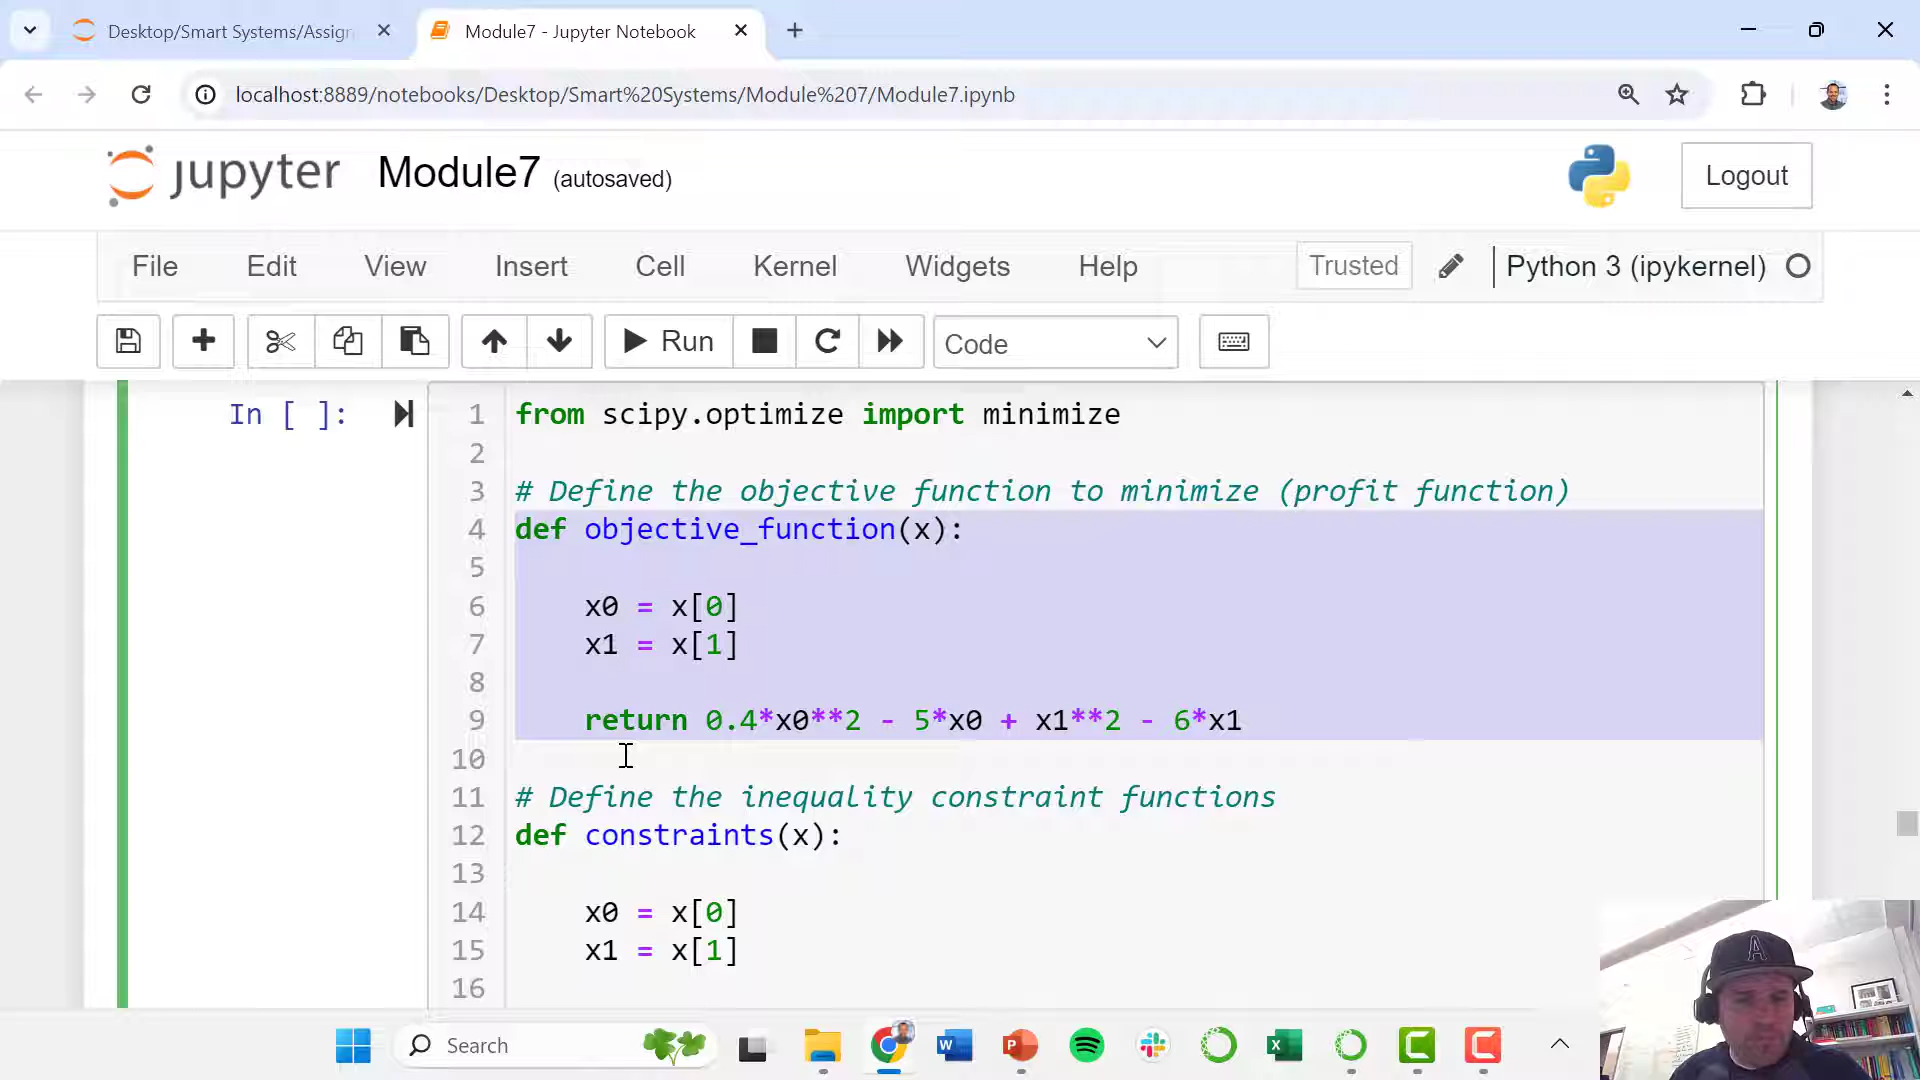 Desktop/Smart Systems/Assign
Module7 - Jupyter Notebook
localhost:8889/notebooks/Desktop/Smart%20Systems/Module%207/Module7.ipynb
jupyter Module7 (autosaved)
Logout
File Edit View Insert Cell Kernel Widgets Help
Trusted
Python 3 (ipykernel)
Run
Code
In [ ]:
1 from scipy.optimize import minimize
2
3 # Define the objective function to minimize (profit function)
4 def objective_function(x):
5
6 x0 = x[0]
7 x1 = x[1]
8
9 return 0.4*x0**2 - 5*x0 + x1**2 - 6*x1
10
11 # Define the inequality constraint functions
12 def constraints(x):
13
14 x0 = x[0]
15 x1 = x[1]
16
Search
W
P
X
C
C
A